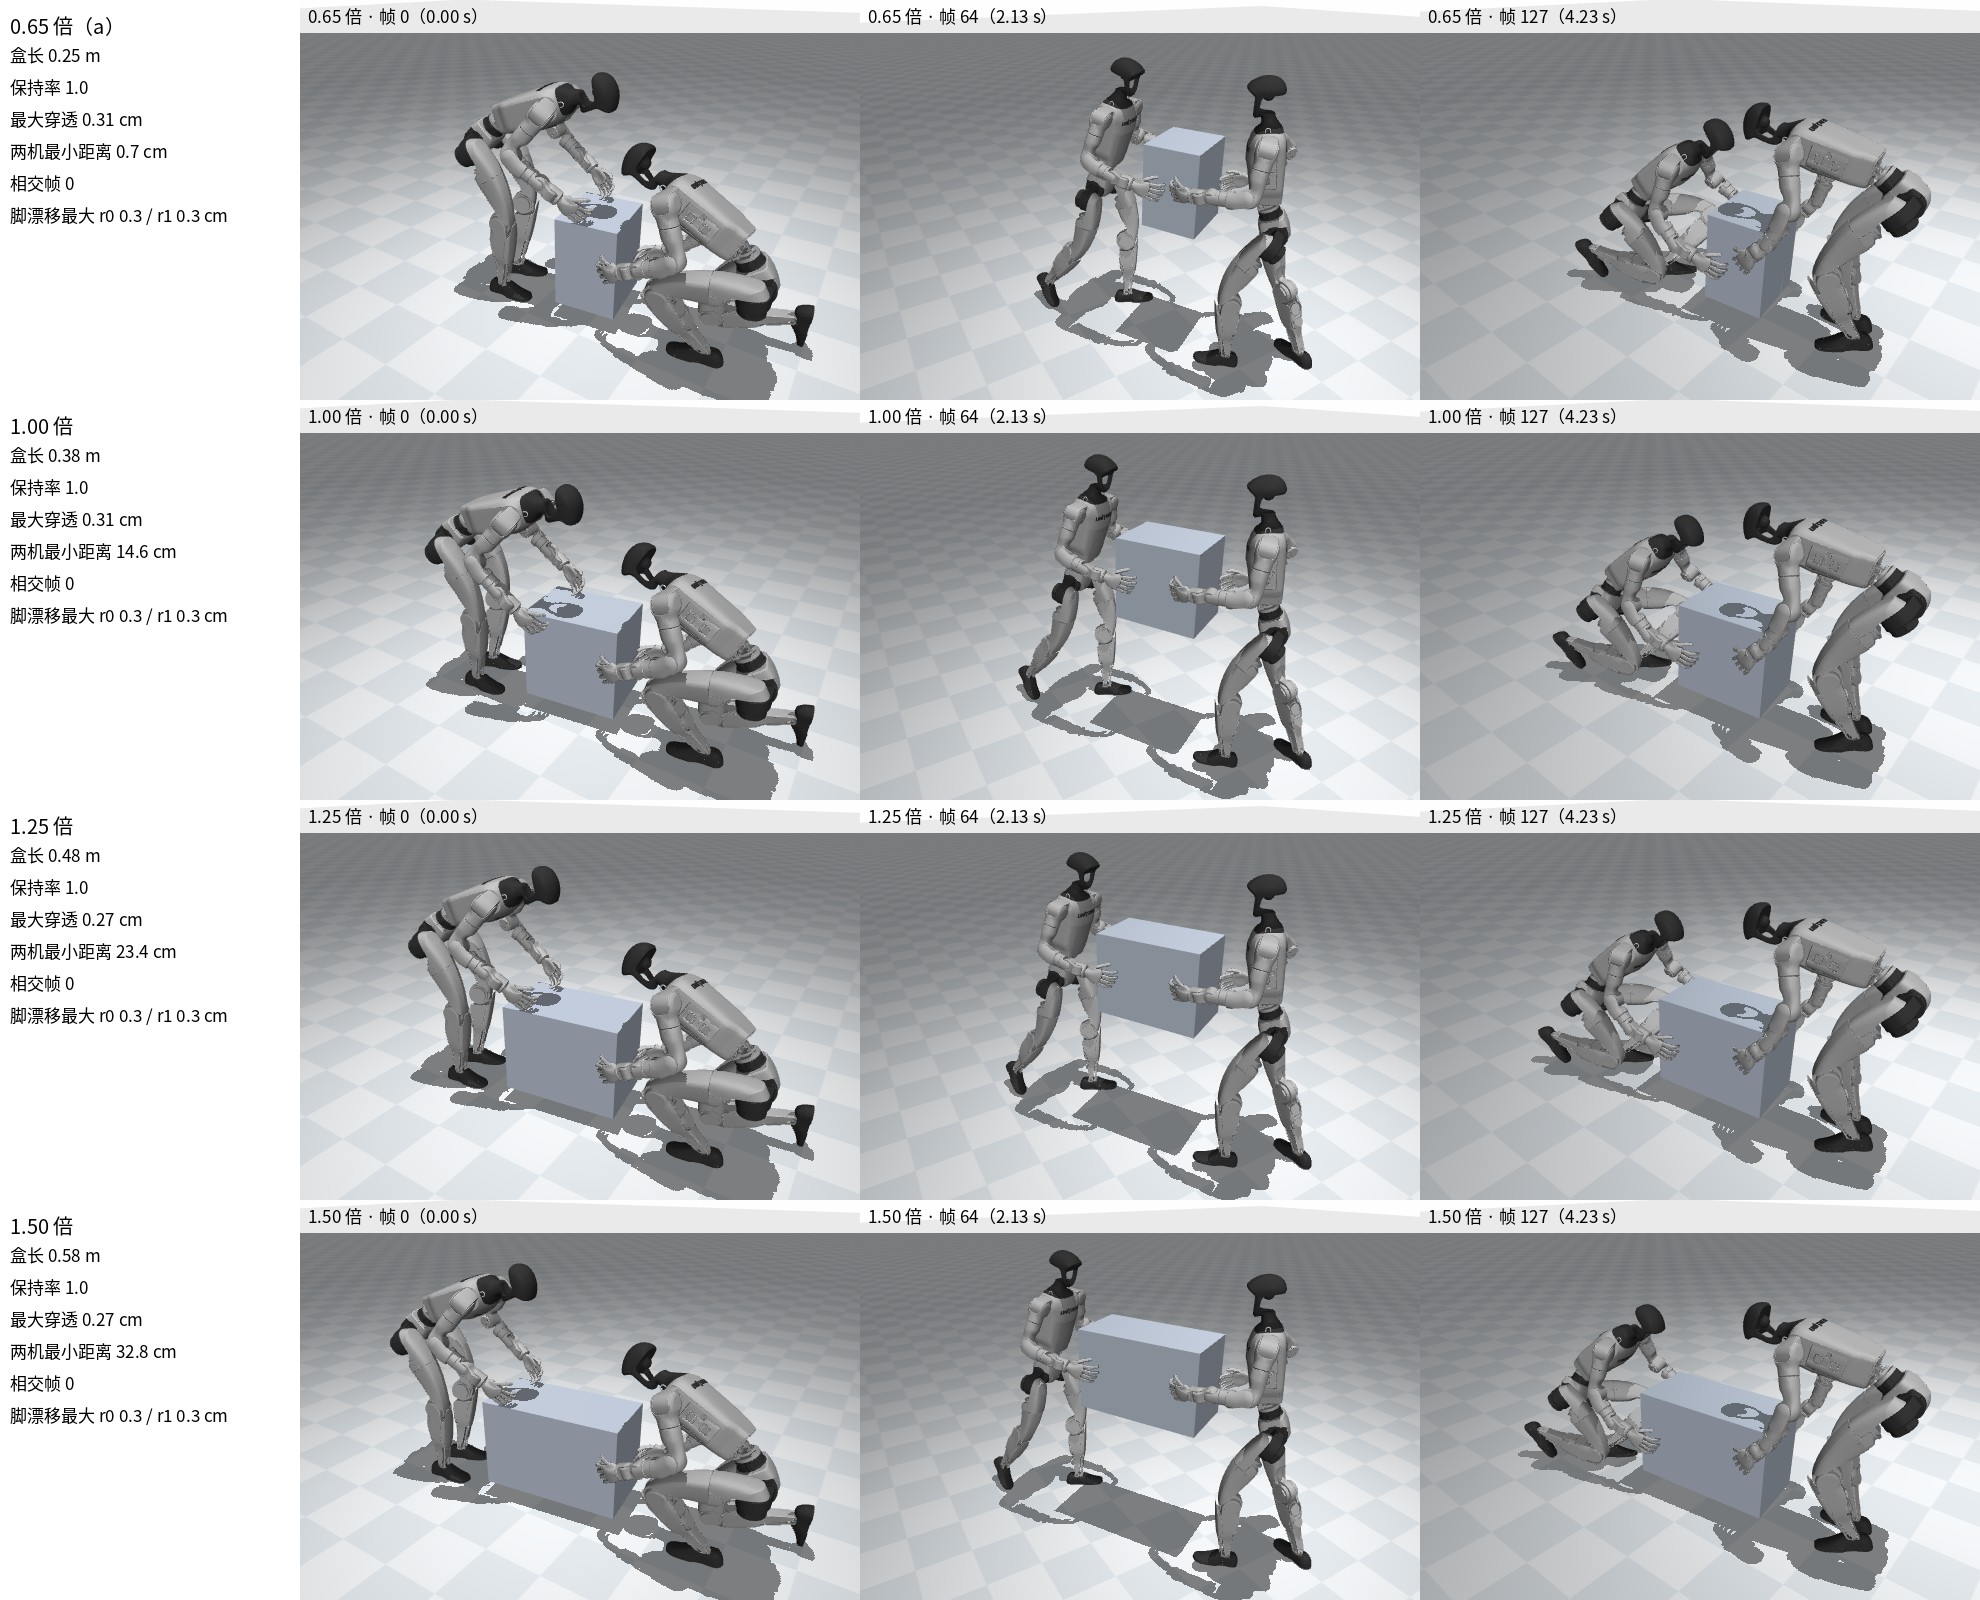 0.65 倍（a）
盒长 0.25 m
保持率 1.0
最大穿透 0.31 cm
两机最小距离 0.7 cm
相交帧 0
脚漂移最大 r0 0.3 / r1 0.3 cm
0.65 倍 · 帧 0（0.00 s）
0.65 倍 · 帧 64（2.13 s）
0.65 倍 · 帧 127（4.23 s）
1.00 倍
盒长 0.38 m
保持率 1.0
最大穿透 0.31 cm
两机最小距离 14.6 cm
相交帧 0
脚漂移最大 r0 0.3 / r1 0.3 cm
1.00 倍 · 帧 0（0.00 s）
1.00 倍 · 帧 64（2.13 s）
1.00 倍 · 帧 127（4.23 s）
1.25 倍
盒长 0.48 m
保持率 1.0
最大穿透 0.27 cm
两机最小距离 23.4 cm
相交帧 0
脚漂移最大 r0 0.3 / r1 0.3 cm
1.25 倍 · 帧 0（0.00 s）
1.25 倍 · 帧 64（2.13 s）
1.25 倍 · 帧 127（4.23 s）
1.50 倍
盒长 0.58 m
保持率 1.0
最大穿透 0.27 cm
两机最小距离 32.8 cm
相交帧 0
脚漂移最大 r0 0.3 / r1 0.3 cm
1.50 倍 · 帧 0（0.00 s）
1.50 倍 · 帧 64（2.13 s）
1.50 倍 · 帧 127（4.23 s）